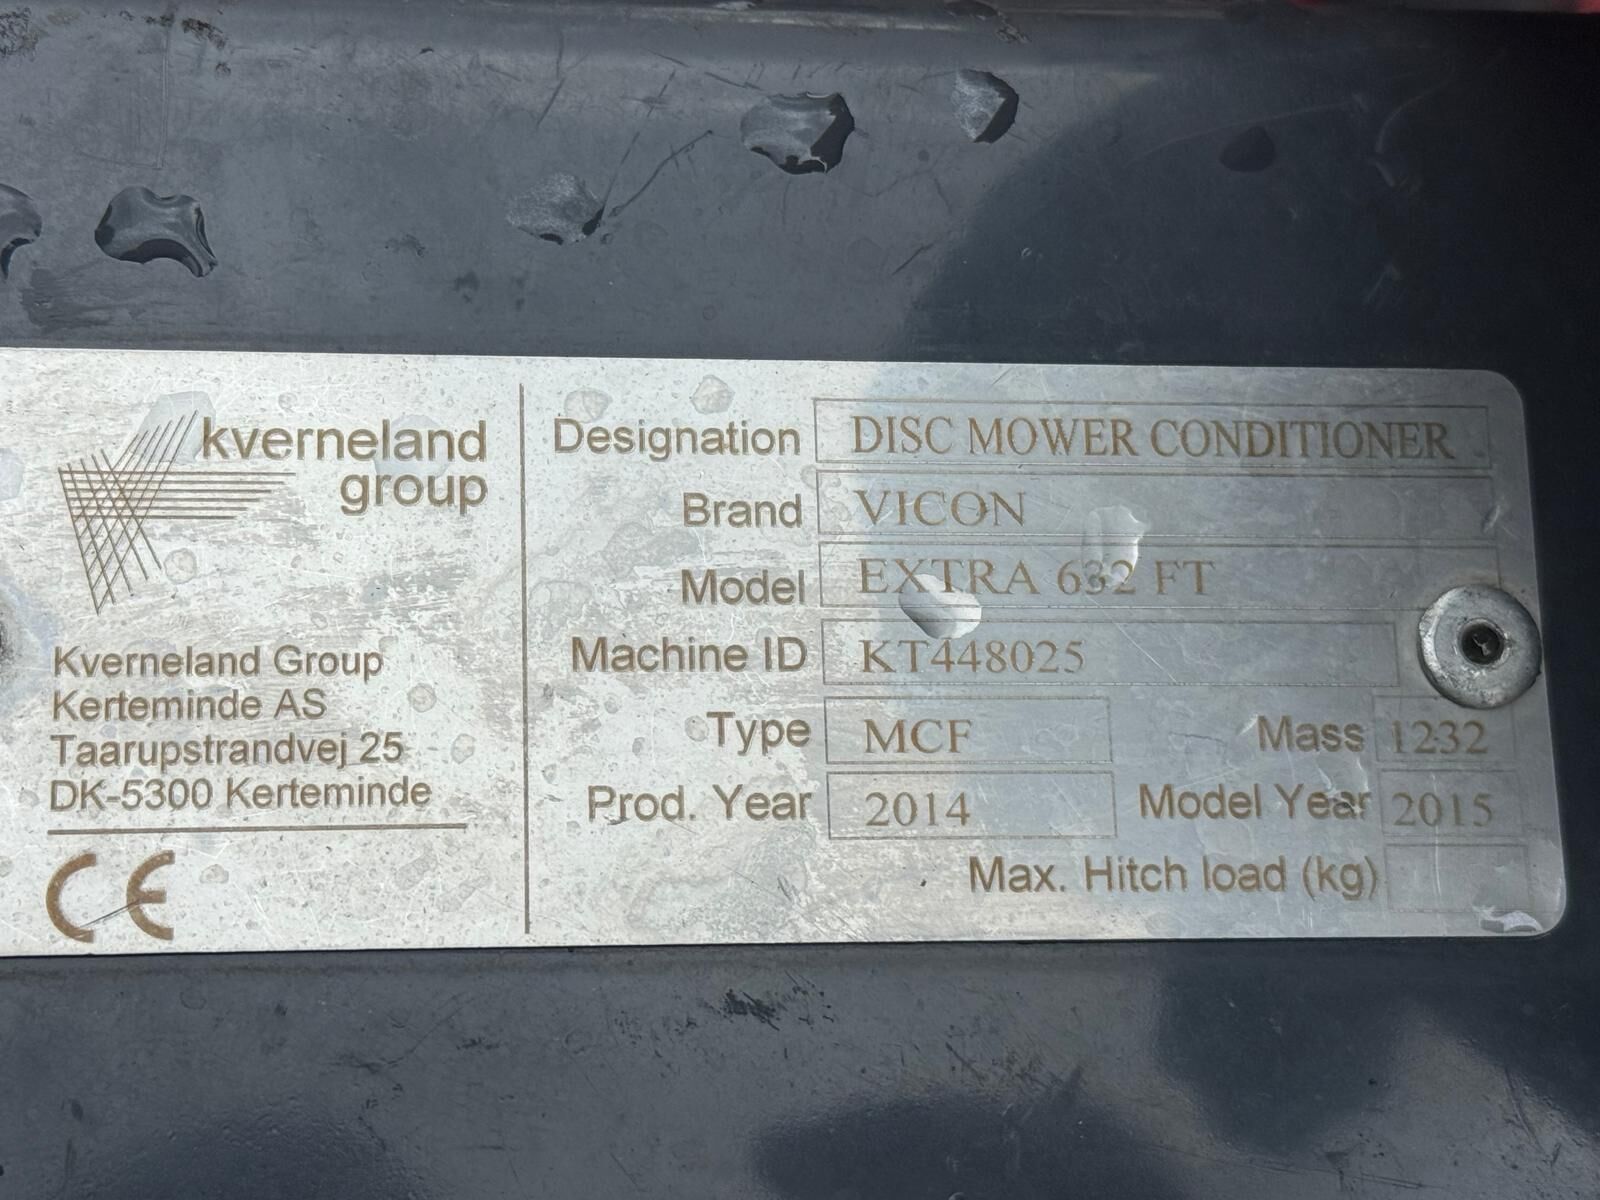 kverneland
group
Kverneland Group
Kerteminde AS
Taarupstrandvej 25
DK-5300 Kerteminde
CE
Designation DISC MOWER CONDITIONER
Brand VICON
Model EXTRA 632 FT
Machine ID KT448025
Type MCF Mass 1232
Prod. Year 2014 Model Year 2015
Max. Hitch load (kg)